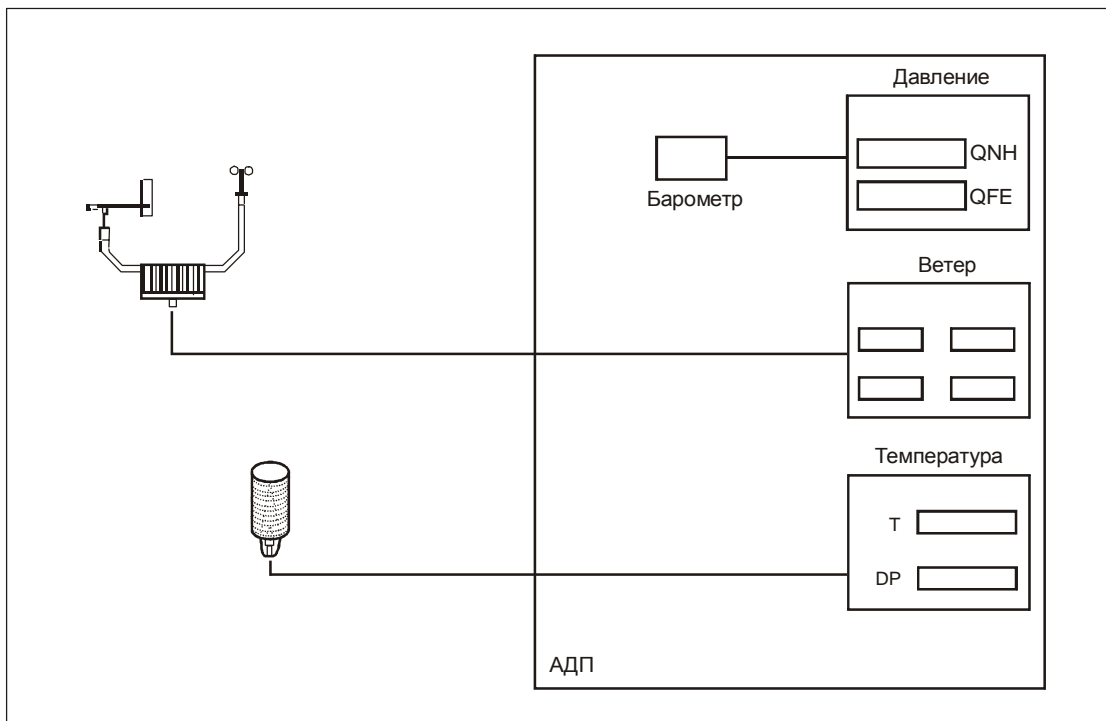 Давление
QNH
Барометр
QFE
Ветер
Температура
T
DP
АДП